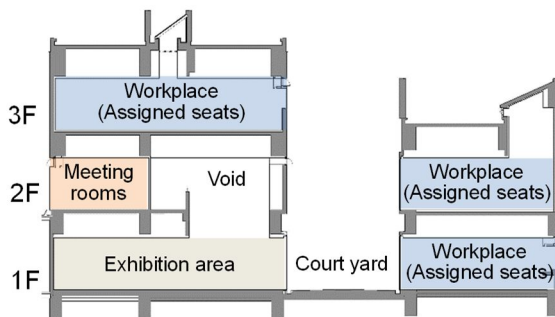 3F
Workplace
(Assigned seats)
2F
Meeting
rooms
Void
Workplace
(Assigned seats)
1F
Exhibition area
Court yard
Workplace
(Assigned seats)